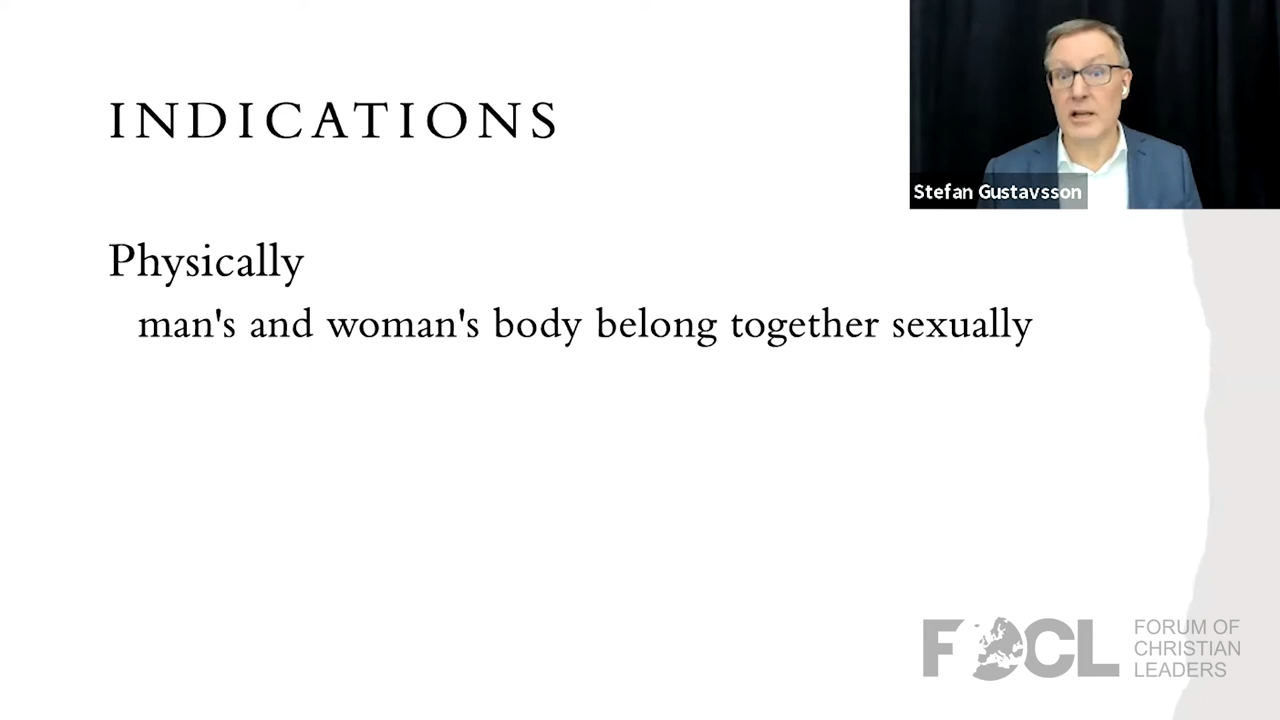 INDICATIONS
Stefan Gustavsson
Physically
man's and woman's body belong together sexually
FOCL
FORUM OF
CHRISTIAN
LEADERS